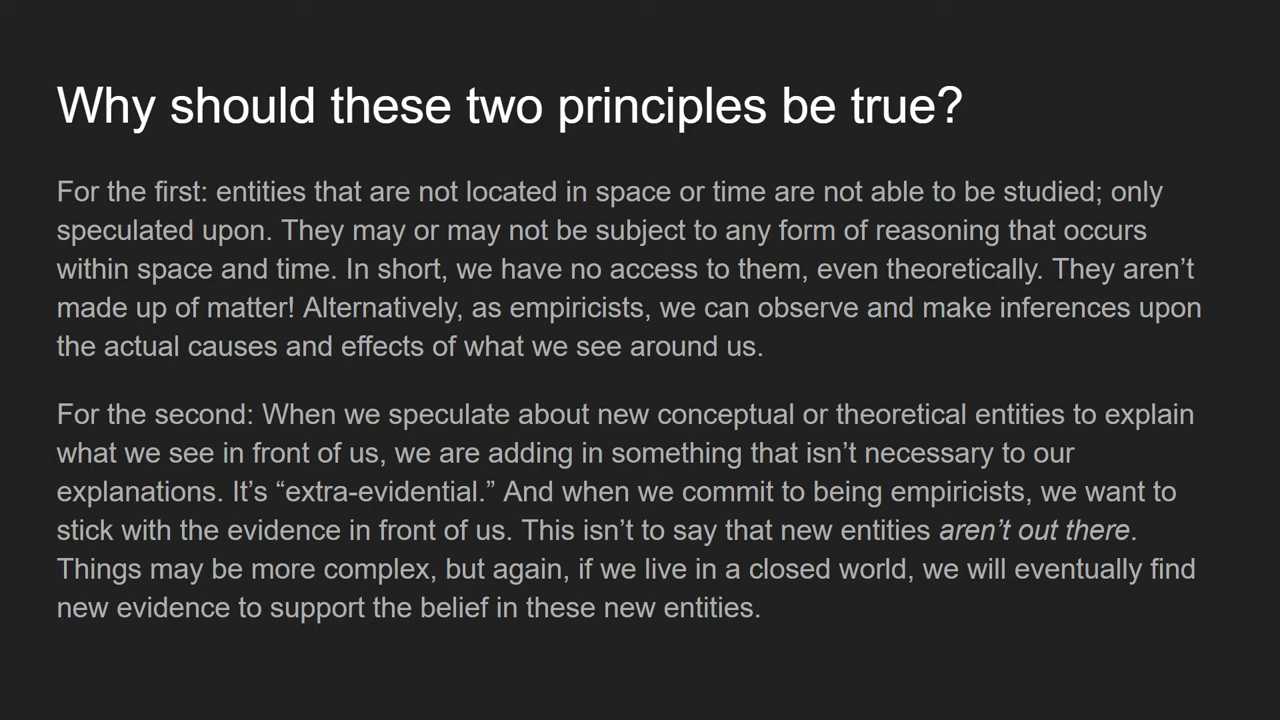 Why should these two principles be true?
For the first: entities that are not located in space or time are not able to be studied; only
speculated upon. They may or may not be subject to any form of reasoning that occurs
within space and time. In short, we have no access to them, even theoretically. They aren’t
made up of matter! Alternatively, as empiricists, we can observe and make inferences upon
the actual causes and effects of what we see around us.
For the second: When we speculate about new conceptual or theoretical entities to explain
what we see in front of us, we are adding in something that isn’t necessary to our
explanations. It’s “extra-evidential.” And when we commit to being empiricists, we want to
stick with the evidence in front of us. This isn’t to say that new entities aren’t out there.
Things may be more complex, but again, if we live in a closed world, we will eventually find
new evidence to support the belief in these new entities.